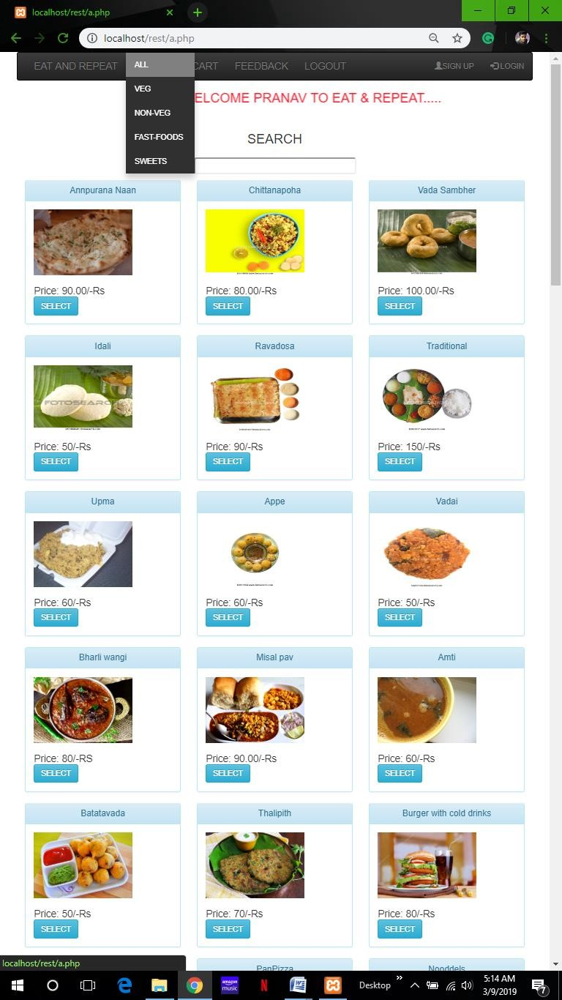 localhost/rest/a.php
localhost/rest/a.php
EAT AND REPEAT CART FEEDBACK LOGOUT SIGN UP LOGIN
ALL
VEG
NON-VEG
FAST-FOODS
SWEETS
ELCOME PRANAV TO EAT & REPEAT.....
SEARCH
Annpurana Naan
Price: 90.00/-Rs
SELECT
Chittanapoha
Price: 80.00/-Rs
SELECT
Vada Sambher
FOTOSEARCH
Price: 100.00/-Rs
SELECT
Idali
FOTOSEARCH
Price: 50/-Rs
SELECT
Ravadosa
Price: 90/-Rs
SELECT
Traditional
Price: 150/-Rs
SELECT
Upma
Price: 60/-Rs
SELECT
Appe
Price: 60/-Rs
SELECT
Vadai
Price: 50/-Rs
SELECT
Bharli wangi
Price: 80/-RS
SELECT
Misal pav
Price: 90.00/-Rs
SELECT
Amti
Price: 60/-Rs
SELECT
Batatavada
Price: 50/-Rs
SELECT
Thalipith
Price: 70/-Rs
SELECT
Burger with cold drinks
Price: 80/-Rs
SELECT
PanPizza
Nooddels
localhost/rest/a.php
amazon music
N
W
Desktop
5:14 AM
3/9/2019
7